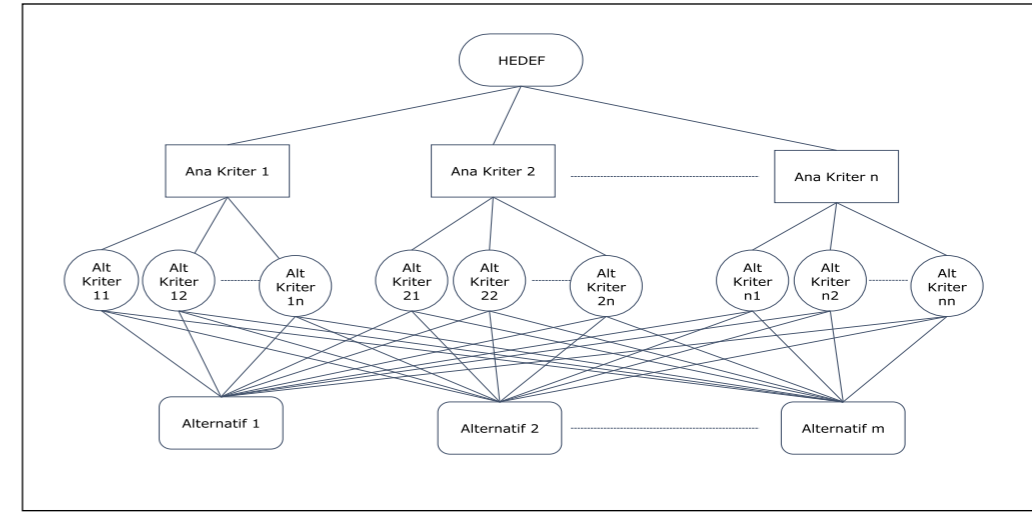 HEDEF
Ana Kriter 1
Ana Kriter 2
Ana Kriter n
Alt
Kriter
11
Alt
Kriter
12
Alt
Kriter
1n
Alt
Kriter
21
Alt
Kriter
22
Alt
Kriter
2n
Alt
Kriter
n1
Alt
Kriter
n2
Alt
Kriter
nn
Alternatif 1
Alternatif 2
Alternatif m